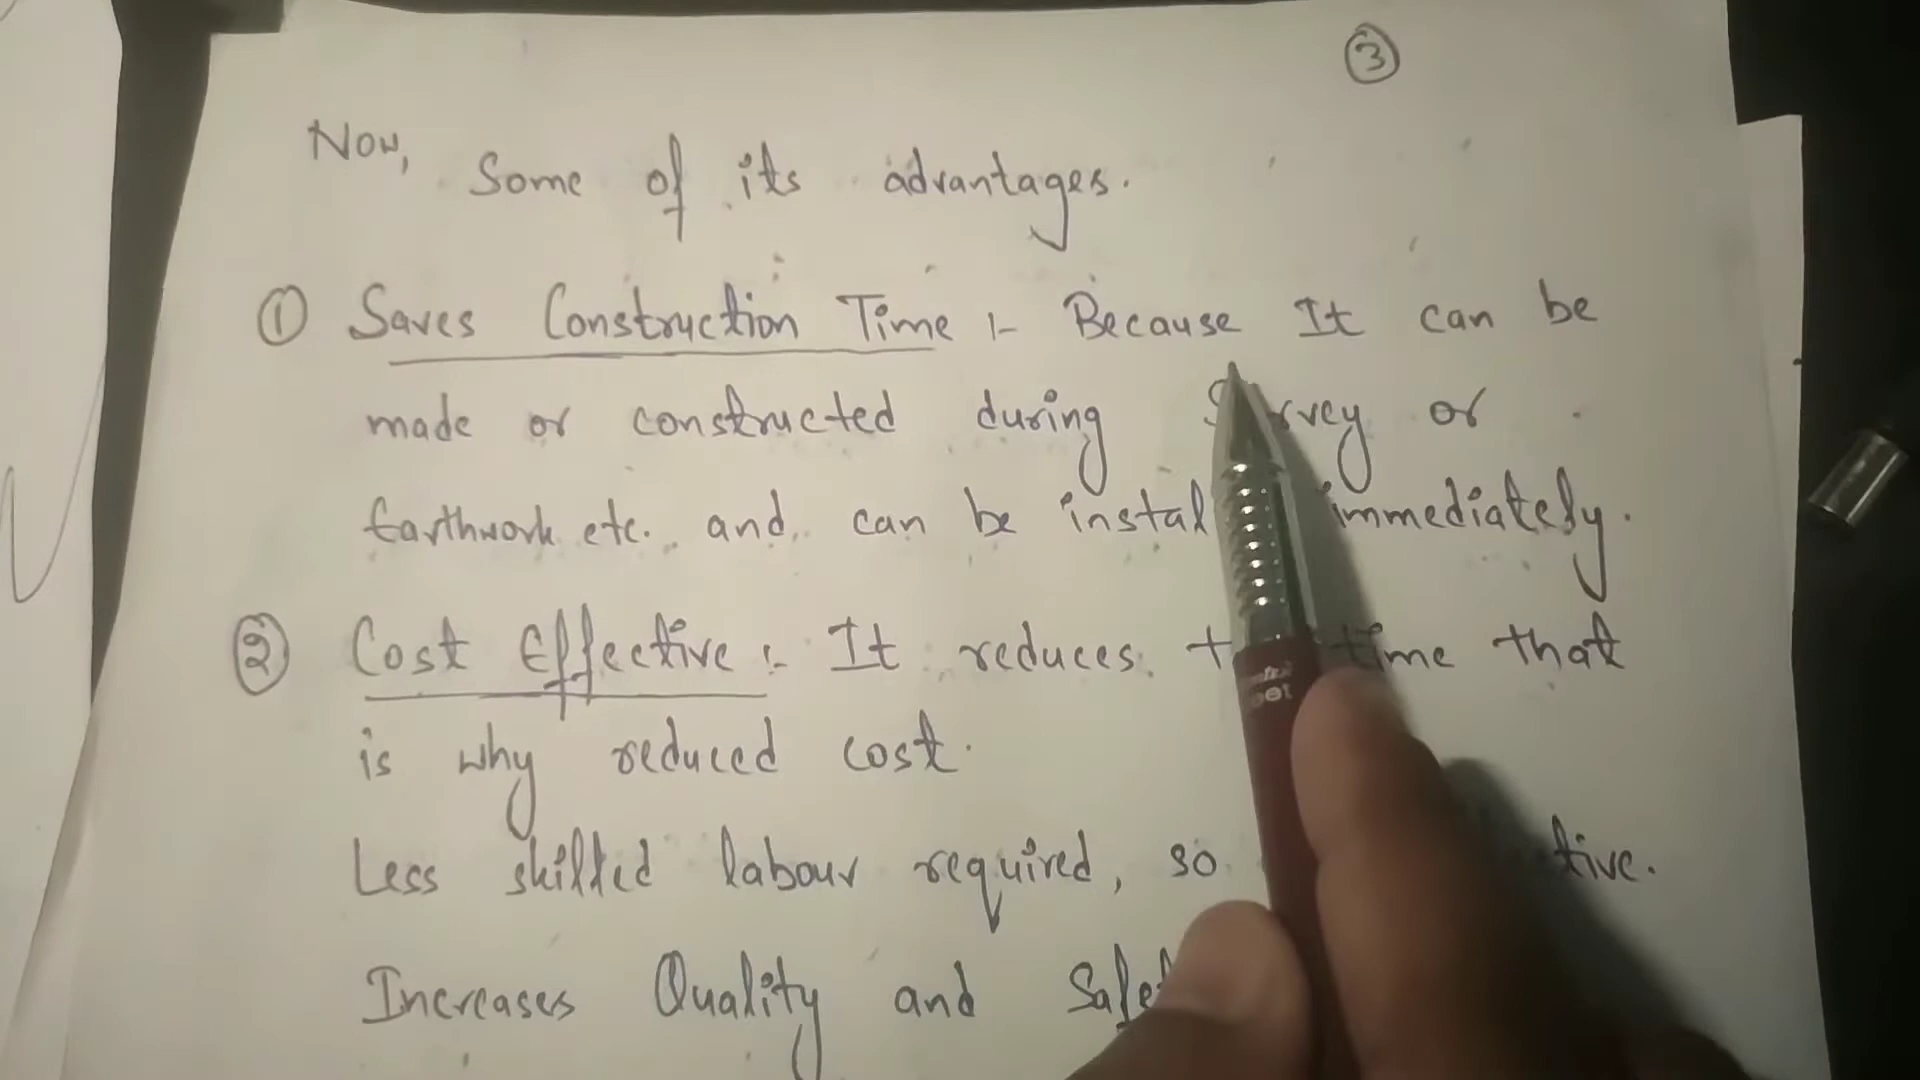 3
Now, Some of its advantages.
① Saves Construction Time :- Because It can be
made or constructed during Survey or
Earthwork etc. and can be instal immediately.
② Cost Effective :- It reduces time that
is why reduced cost.
Less skilled labour required, so
Increases Quality and